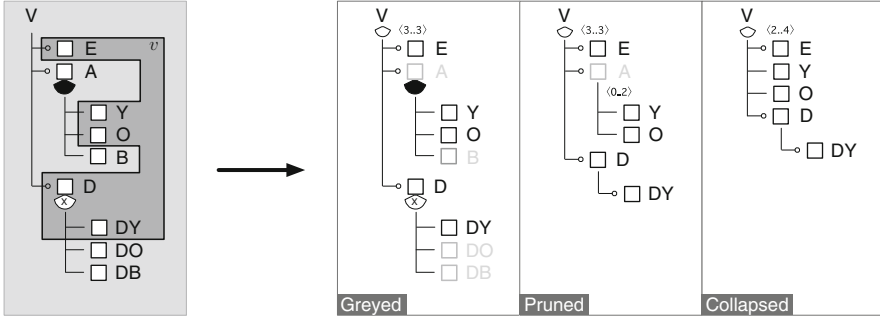 V
E
v
A
Y
O
B
D
x
DY
DO
DB
V
⟨3..3⟩
E
A
Y
O
B
D
x
DY
DO
DB
Greyed
V
⟨3..3⟩
E
A
⟨0..2⟩
Y
O
D
DY
Pruned
V
⟨2..4⟩
E
Y
O
D
DY
Collapsed